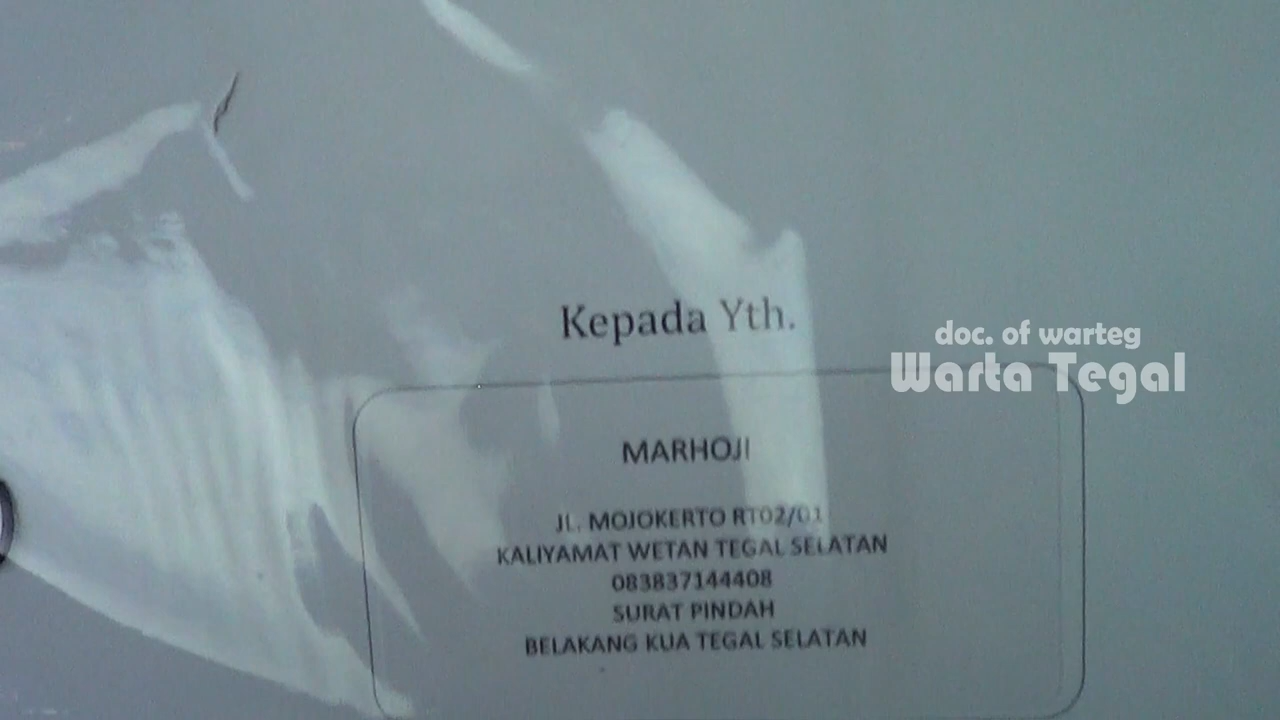 Kepada Yth.
doc. of warteg
Warta Tegal
MARHOJI
JL. MOJOKERTO RT02/01
KALIYAMAT WETAN TEGAL SELATAN
083837144408
SURAT PINDAH
BELAKANG KUA TEGAL SELATAN